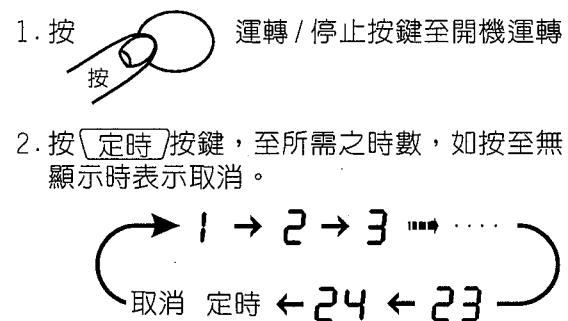 1.按 運轉/停止按鍵至開機運轉
按
2.按 定時 按鍵，至所需之時數，如按至無
顯示時表示取消。
1 → 2 → 3 ⇢ ····
取消 定時 ← 24 ← 23